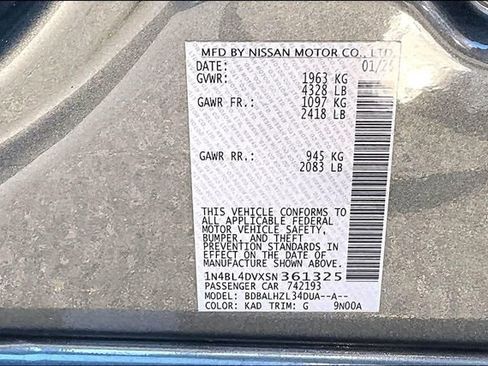 MFD BY NISSAN MOTOR CO., LTD.
DATE: 01/25
GVWR: 1963 KG
4328 LB
GAWR FR.: 1097 KG
2418 LB
GAWR RR.: 945 KG
2083 LB
THIS VEHICLE CONFORMS TO
ALL APPLICABLE FEDERAL
MOTOR VEHICLE SAFETY,
BUMPER, AND THEFT
PREVENTION STANDARDS IN
EFFECT ON THE DATE OF
MANUFACTURE SHOWN ABOVE.
1N4BL4DVXSN361325
PASSENGER CAR 742193
MODEL: BDBALHZL34DUA--A--
COLOR: KAD TRIM: G 9N00A